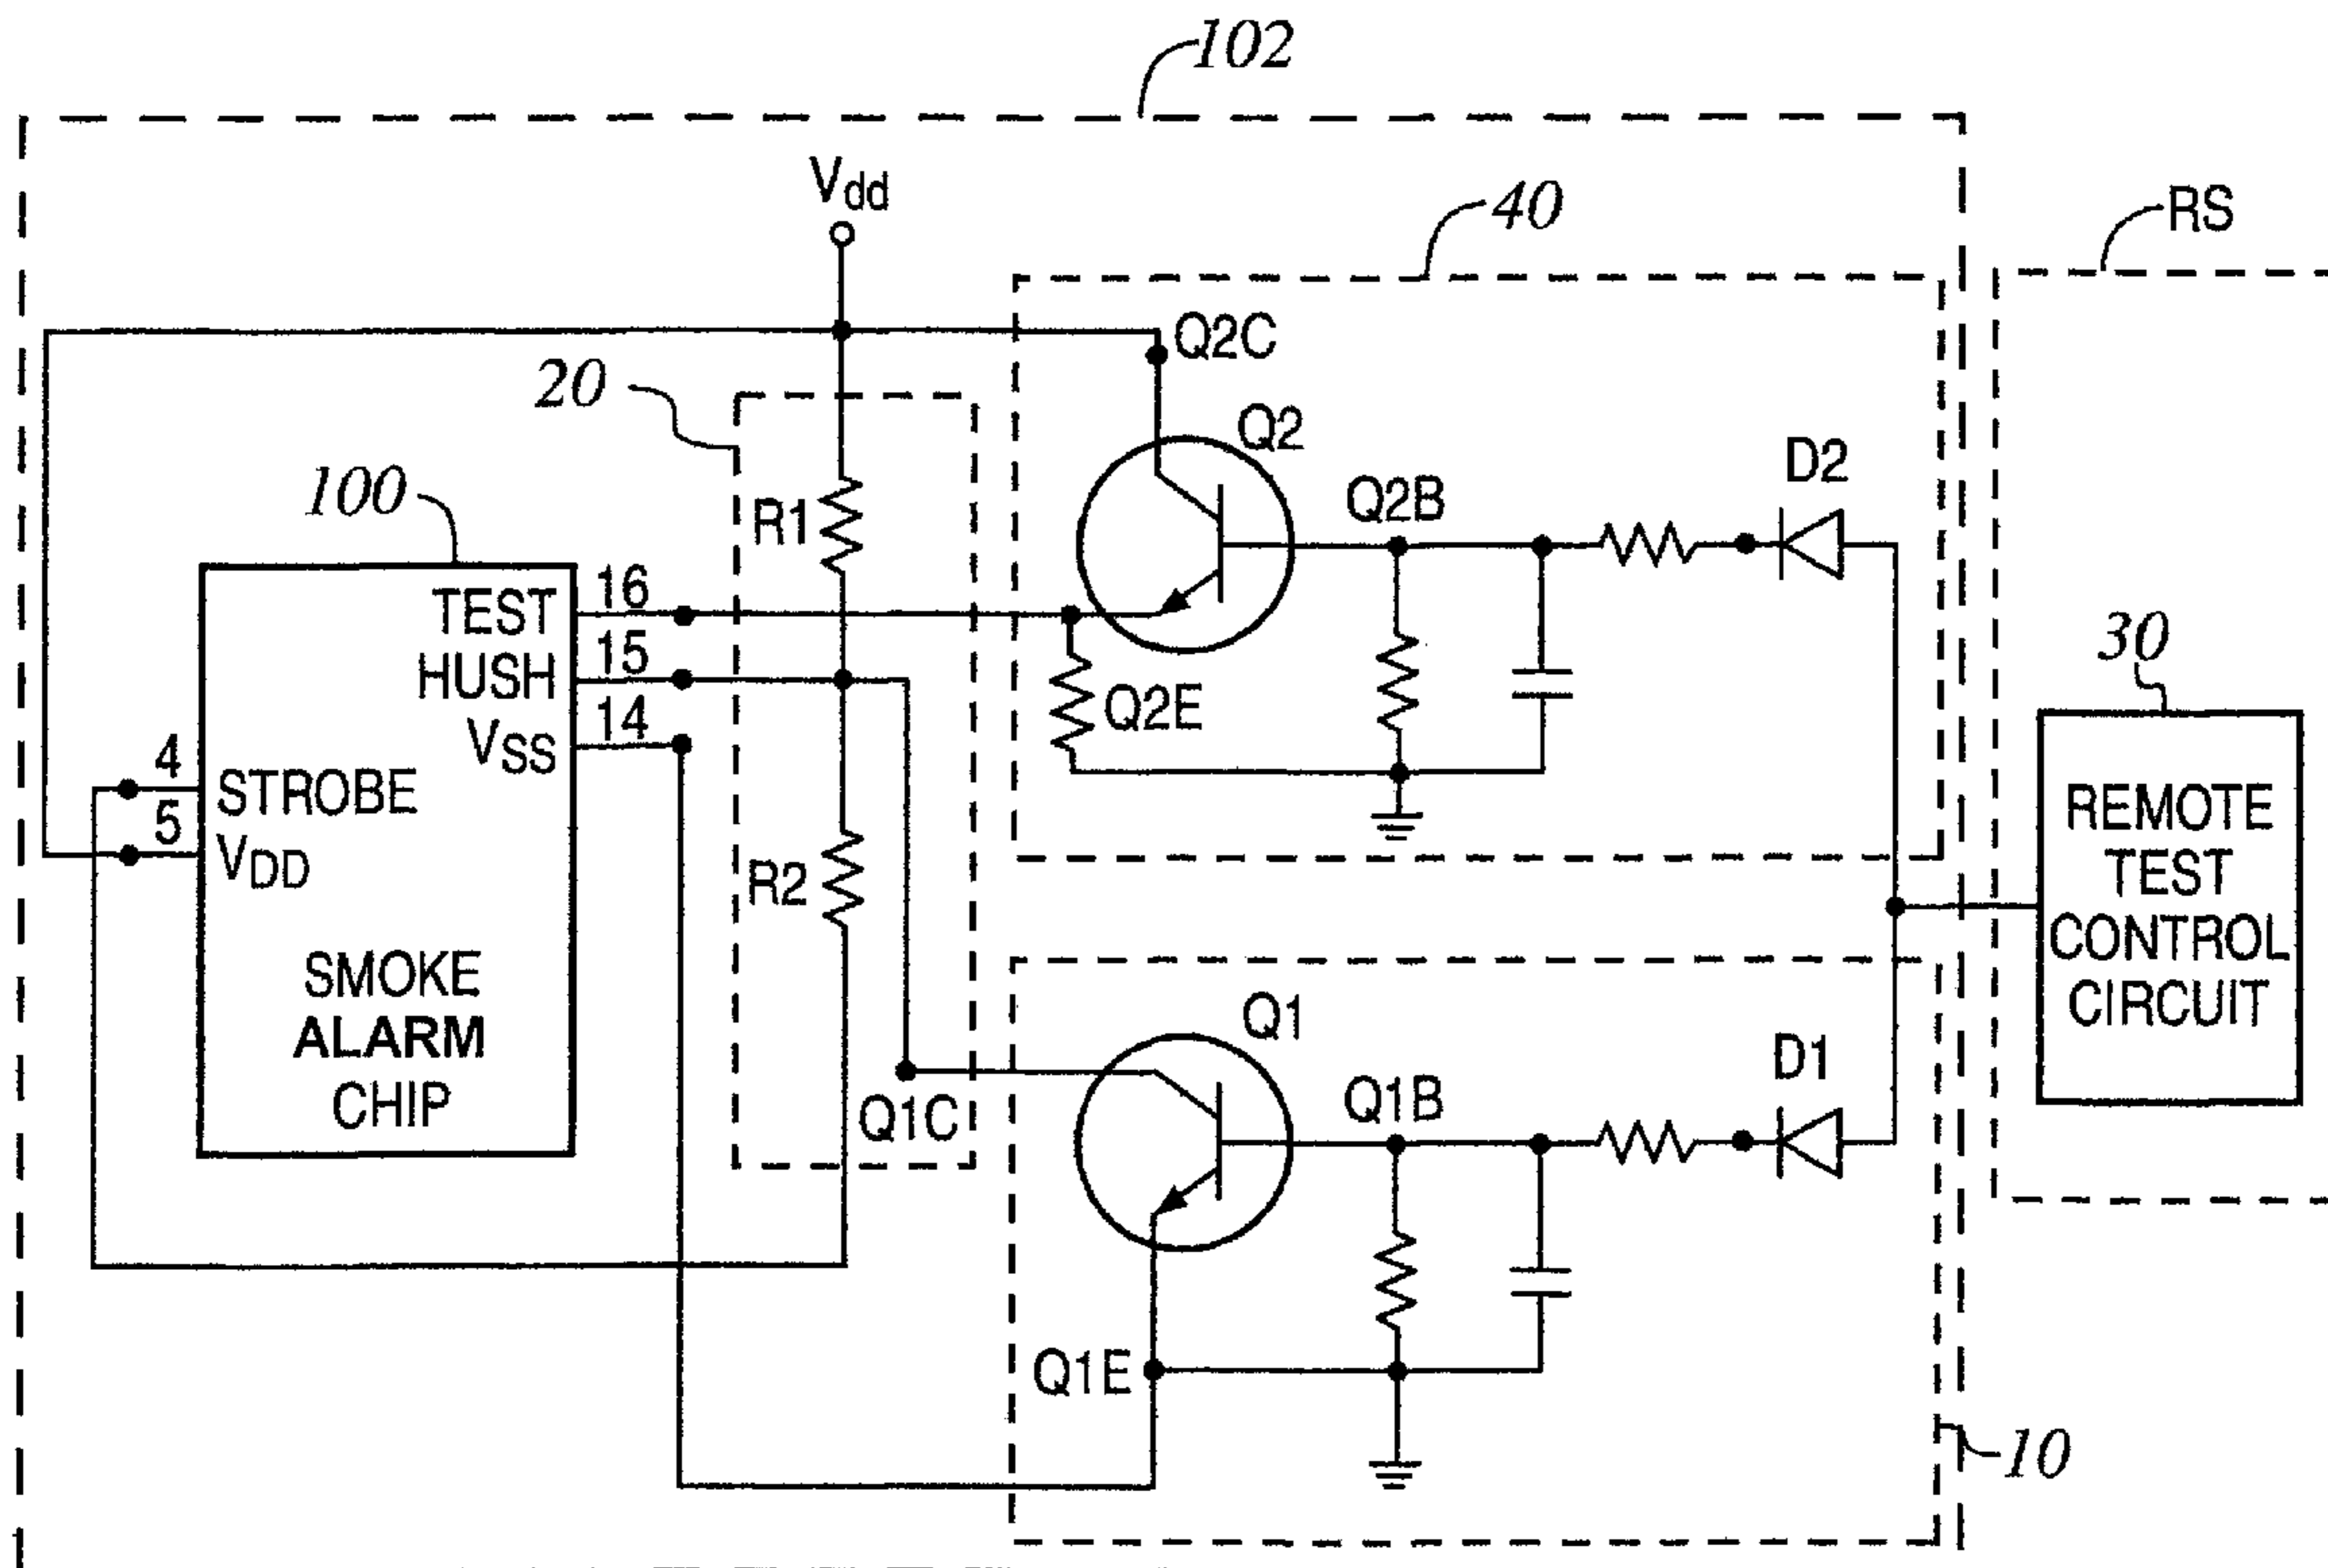 102
Vdd
40
RS
Q2C
20
Q2
D2
100
Q2B
R1
16
TEST
15
HUSH
30
Q2E
14
VSS
4
STROBE
5
VDD
REMOTE
TEST
CONTROL
CIRCUIT
R2
SMOKE
ALARM
CHIP
Q1
D1
Q1B
Q1C
Q1E
10